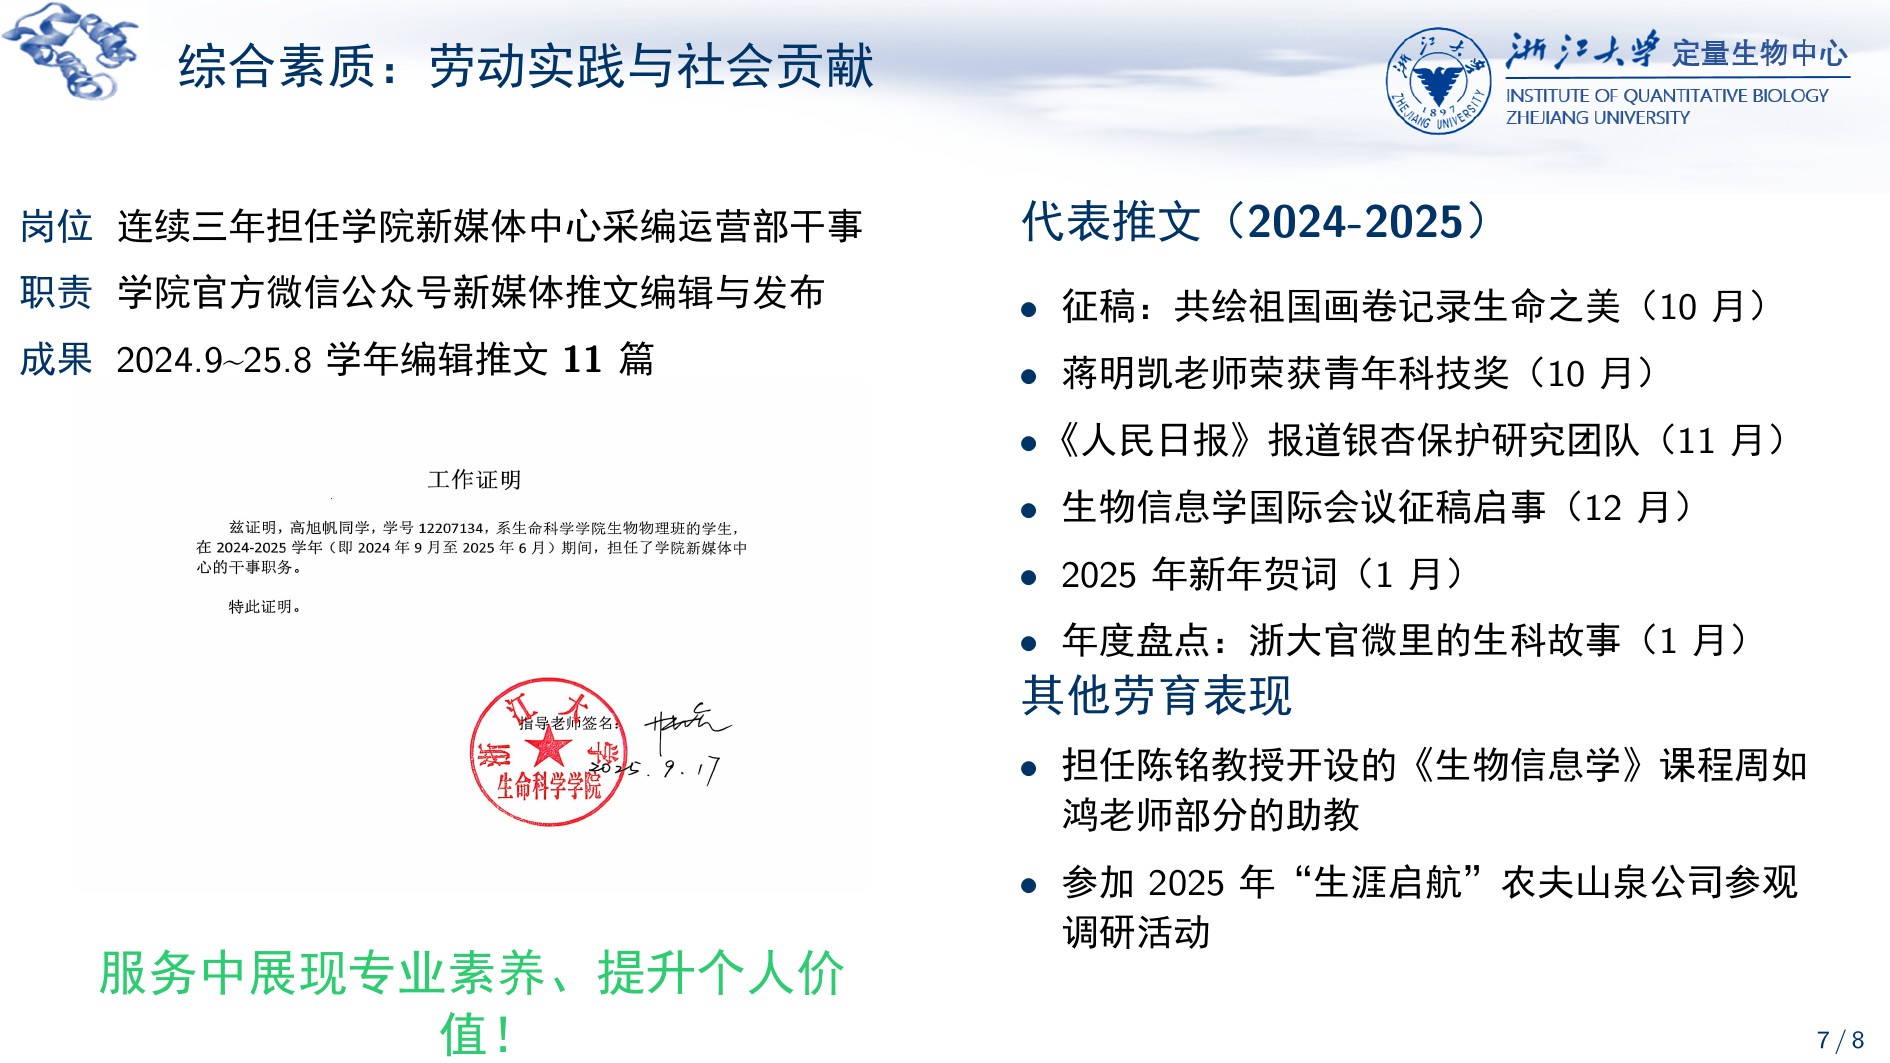 综合素质：劳动实践与社会贡献
浙江大学 定量生物中心
INSTITUTE OF QUANTITATIVE BIOLOGY
ZHEJIANG UNIVERSITY
浙江大学
1897
ZHEJIANG UNIVERSITY
岗位 连续三年担任学院新媒体中心采编运营部干事
职责 学院官方微信公众号新媒体推文编辑与发布
成果 2024.9~25.8 学年编辑推文 11 篇
工作证明
兹证明，高旭帆同学，学号 12207134，系生命科学学院生物物理班的学生，
在 2024-2025 学年（即 2024 年 9 月至 2025 年 6 月）期间，担任了学院新媒体中
心的干事职务。
特此证明。
浙江大学
指导老师签名：
2025.9.17
生命科学学院
服务中展现专业素养、提升个人价
值！
代表推文（2024-2025）
● 征稿：共绘祖国画卷记录生命之美（10 月）
● 蒋明凯老师荣获青年科技奖（10 月）
● 《人民日报》报道银杏保护研究团队（11 月）
● 生物信息学国际会议征稿启事（12 月）
● 2025 年新年贺词（1 月）
● 年度盘点：浙大官微里的生科故事（1 月）
其他劳育表现
● 担任陈铭教授开设的《生物信息学》课程周如
鸿老师部分的助教
● 参加 2025 年“生涯启航”农夫山泉公司参观
调研活动
7 / 8